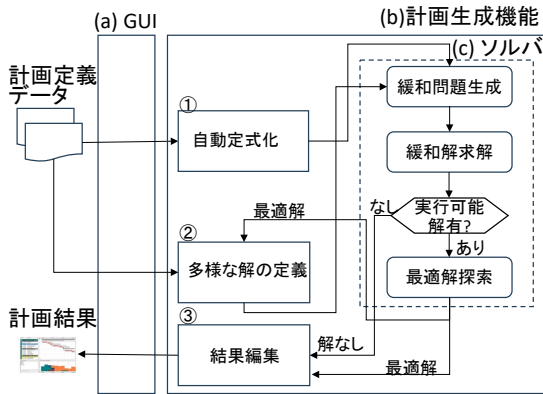 (a) GUI
(b)計画生成機能
(c) ソルバ
計画定義
データ
①
自動定式化
緩和問題生成
緩和解求解
なし
実行可能
解有?
あり
最適解
②
多様な解の定義
最適解探索
計画結果
③
結果編集
解なし
最適解